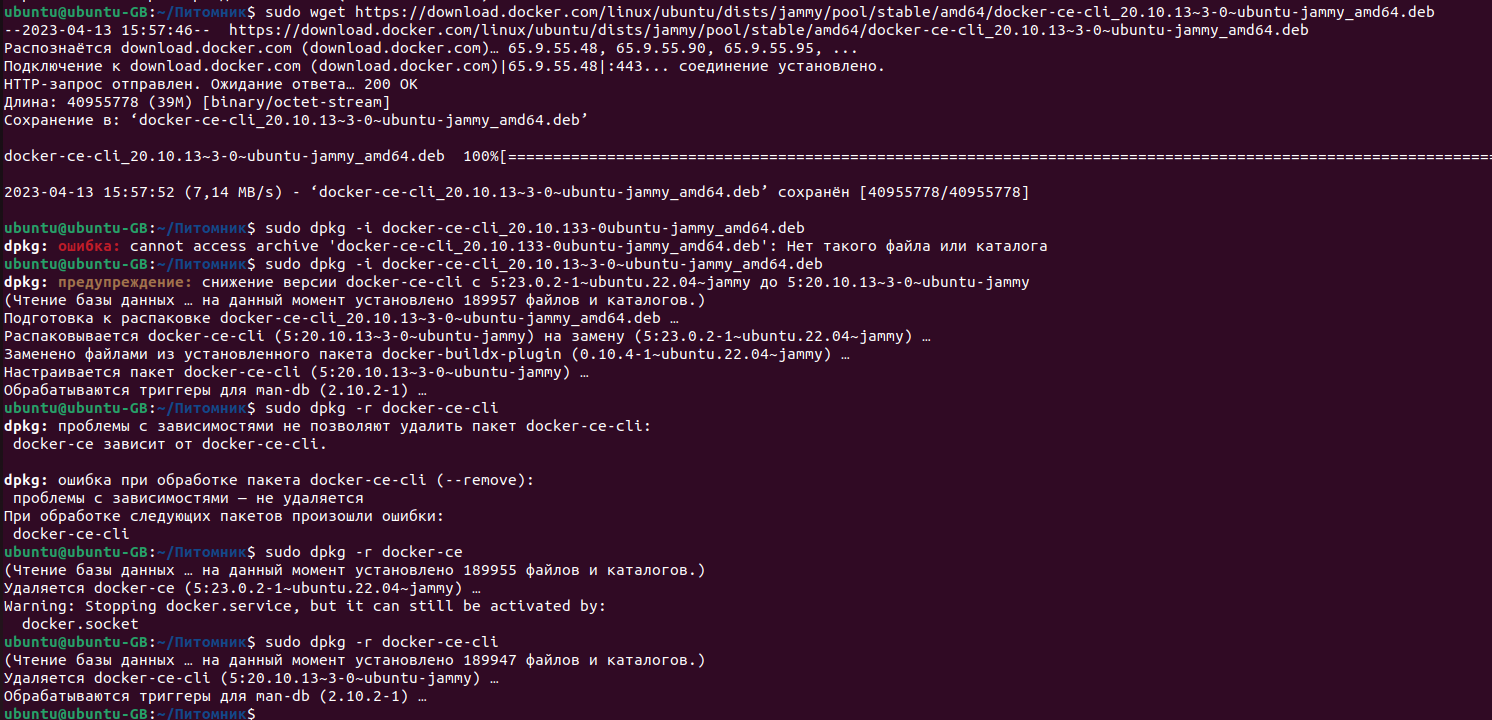 ubuntu@ubuntu-GB:~/Питомник$ sudo wget https://download.docker.com/linux/ubuntu/dists/jammy/pool/stable/amd64/docker-ce-cli_20.10.13~3-0~ubuntu-jammy_amd64.deb
--2023-04-13 15:57:46--  https://download.docker.com/linux/ubuntu/dists/jammy/pool/stable/amd64/docker-ce-cli_20.10.13~3-0~ubuntu-jammy_amd64.deb
Распознаётся download.docker.com (download.docker.com)… 65.9.55.48, 65.9.55.90, 65.9.55.95, ...
Подключение к download.docker.com (download.docker.com)|65.9.55.48|:443... соединение установлено.
HTTP-запрос отправлен. Ожидание ответа… 200 OK
Длина: 40955778 (39M) [binary/octet-stream]
Сохранение в: ‘docker-ce-cli_20.10.13~3-0~ubuntu-jammy_amd64.deb’
docker-ce-cli_20.10.13~3-0~ubuntu-jammy_amd64.deb  100%[==============================================================================================================
2023-04-13 15:57:52 (7,14 MB/s) - ‘docker-ce-cli_20.10.13~3-0~ubuntu-jammy_amd64.deb’ сохранён [40955778/40955778]
ubuntu@ubuntu-GB:~/Питомник$ sudo dpkg -i docker-ce-cli_20.10.133-0ubuntu-jammy_amd64.deb
dpkg: ошибка: cannot access archive 'docker-ce-cli_20.10.133-0ubuntu-jammy_amd64.deb': Нет такого файла или каталога
ubuntu@ubuntu-GB:~/Питомник$ sudo dpkg -i docker-ce-cli_20.10.13~3-0~ubuntu-jammy_amd64.deb
dpkg: предупреждение: снижение версии docker-ce-cli с 5:23.0.2-1~ubuntu.22.04~jammy до 5:20.10.13~3-0~ubuntu-jammy
(Чтение базы данных … на данный момент установлено 189957 файлов и каталогов.)
Подготовка к распаковке docker-ce-cli_20.10.13~3-0~ubuntu-jammy_amd64.deb …
Распаковывается docker-ce-cli (5:20.10.13~3-0~ubuntu-jammy) на замену (5:23.0.2-1~ubuntu.22.04~jammy) …
Заменено файлами из установленного пакета docker-buildx-plugin (0.10.4-1~ubuntu.22.04~jammy) …
Настраивается пакет docker-ce-cli (5:20.10.13~3-0~ubuntu-jammy) …
Обрабатываются триггеры для man-db (2.10.2-1) …
ubuntu@ubuntu-GB:~/Питомник$ sudo dpkg -r docker-ce-cli
dpkg: проблемы с зависимостями не позволяют удалить пакет docker-ce-cli:
 docker-ce зависит от docker-ce-cli.
dpkg: ошибка при обработке пакета docker-ce-cli (--remove):
 проблемы с зависимостями — не удаляется
При обработке следующих пакетов произошли ошибки:
 docker-ce-cli
ubuntu@ubuntu-GB:~/Питомник$ sudo dpkg -r docker-ce
(Чтение базы данных … на данный момент установлено 189955 файлов и каталогов.)
Удаляется docker-ce (5:23.0.2-1~ubuntu.22.04~jammy) …
Warning: Stopping docker.service, but it can still be activated by:
  docker.socket
ubuntu@ubuntu-GB:~/Питомник$ sudo dpkg -r docker-ce-cli
(Чтение базы данных … на данный момент установлено 189947 файлов и каталогов.)
Удаляется docker-ce-cli (5:20.10.13~3-0~ubuntu-jammy) …
Обрабатываются триггеры для man-db (2.10.2-1) …
ubuntu@ubuntu-GB:~/Питомник$